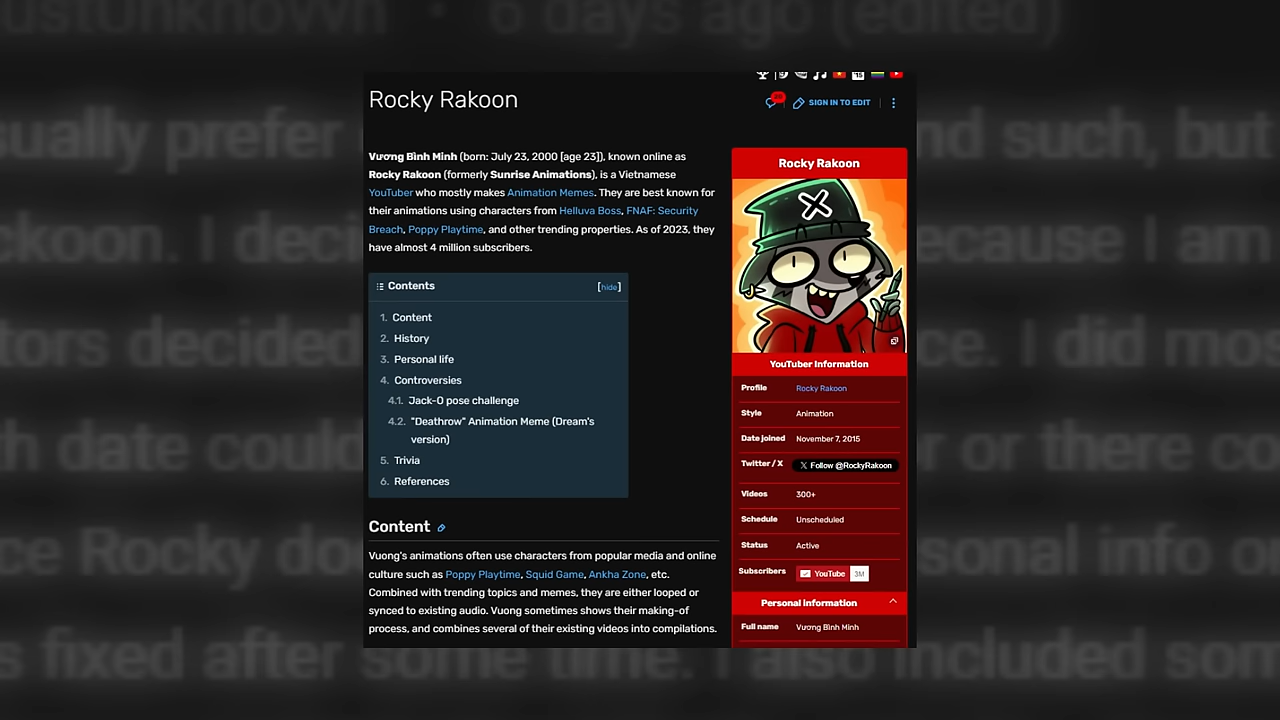 ustUnknown • 6 days ago (edited)
sually prefer
nd such, but
ckoon. I deci
ecause I am
tors decided
ce. I did mos
h date could
r or there co
ce Rocky do
sonal info o
s fixed after some time. I also included som
Rocky Rakoon
SIGN IN TO EDIT
Vương Bình Minh (born: July 23, 2000 [age 23]), known online as
Rocky Rakoon (formerly Sunrise Animations), is a Vietnamese
YouTuber who mostly makes Animation Memes. They are best known for
their animations using characters from Helluva Boss, FNAF: Security
Breach, Poppy Playtime, and other trending properties. As of 2023, they
have almost 4 million subscribers.
Contents [hide]
1. Content
2. History
3. Personal life
4. Controversies
4.1. Jack-O pose challenge
4.2. "Deathrow" Animation Meme (Dream's
version)
5. Trivia
6. References
Content
Vuong's animations often use characters from popular media and online
culture such as Poppy Playtime, Squid Game, Ankha Zone, etc.
Combined with trending topics and memes, they are either looped or
synced to existing audio. Vuong sometimes shows their making-of
process, and combines several of their existing videos into compilations.
Rocky Rakoon
YouTuber Information
Profile Rocky Rakoon
Style Animation
Date joined November 7, 2015
Twitter / X Follow @RockyRakoon
Videos 300+
Schedule Unscheduled
Status Active
Subscribers YouTube 3M
Personal Information
Full name Vương Bình Minh